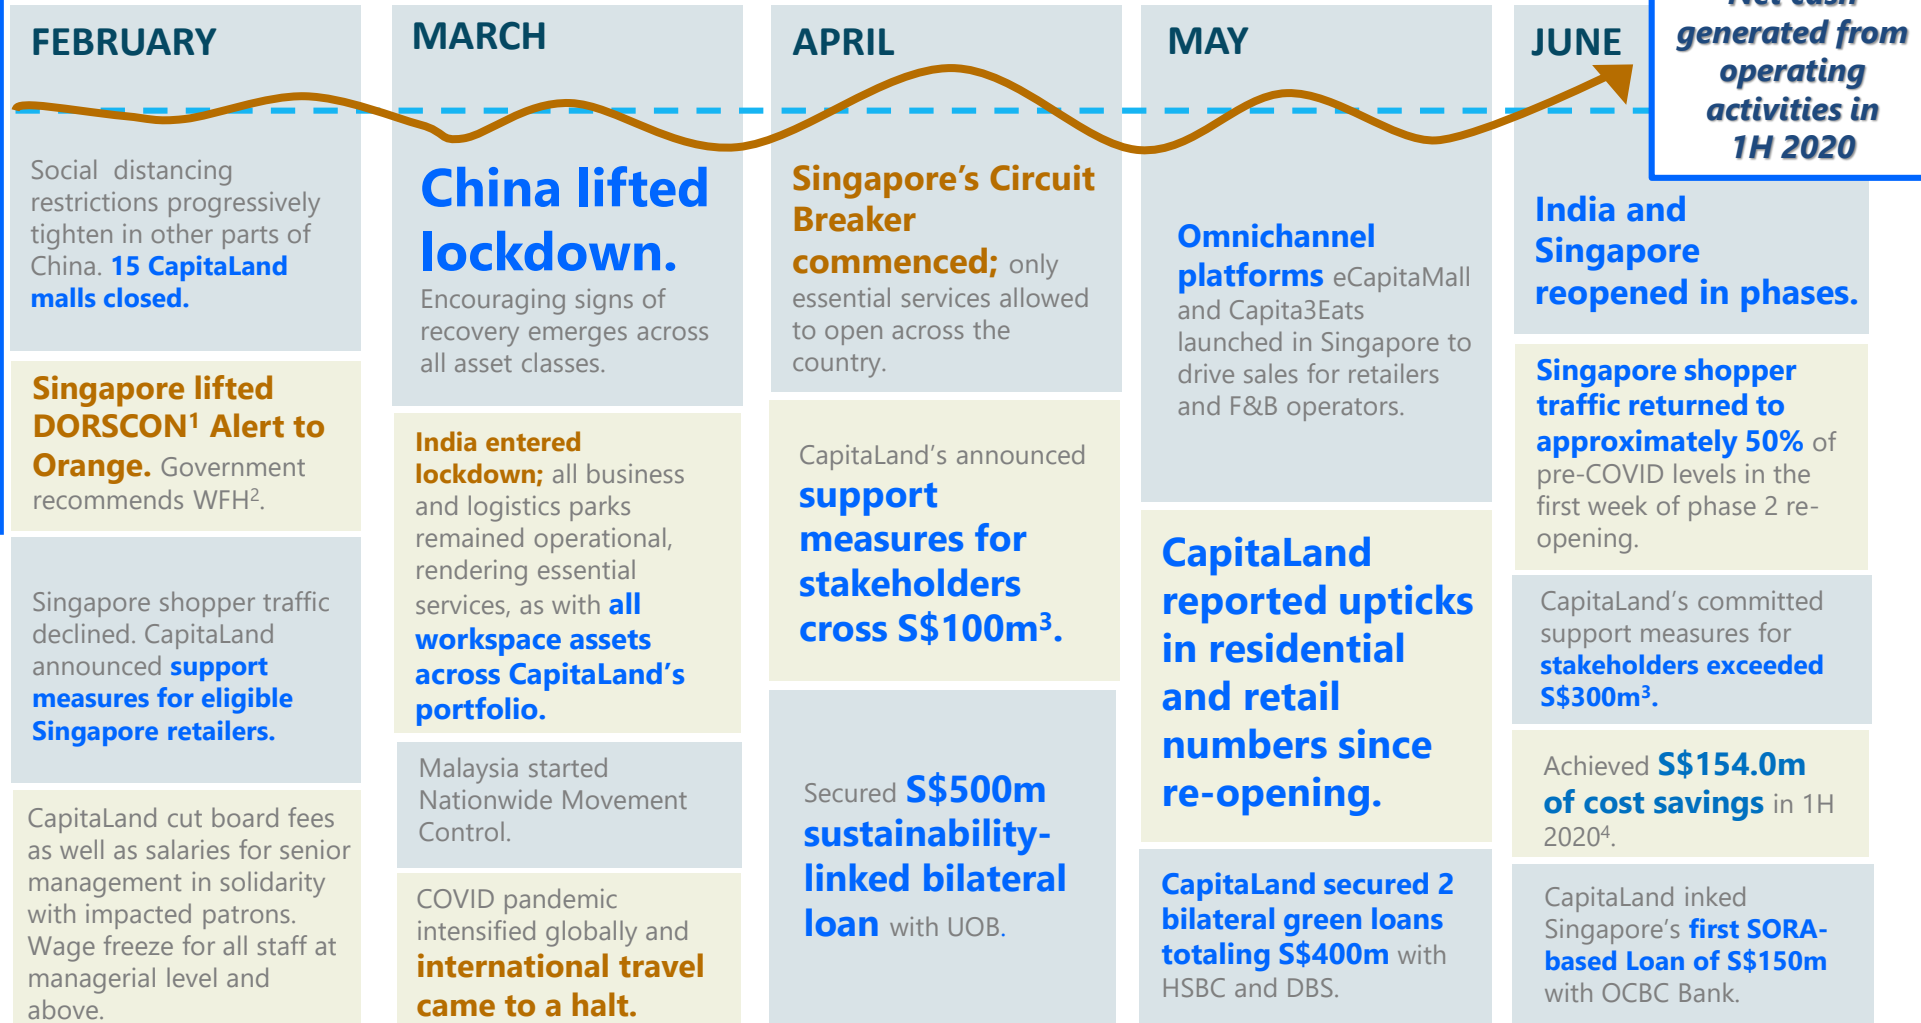 FEBRUARY
Social distancing
restrictions progressively
tighten in other parts of
China. 15 CapitaLand
malls closed.
Singapore lifted
DORSCON¹ Alert to
Orange. Government
recommends WFH².
Singapore shopper traffic
declined. CapitaLand
announced support
measures for eligible
Singapore retailers.
CapitaLand cut board fees
as well as salaries for senior
management in solidarity
with impacted patrons.
Wage freeze for all staff at
managerial level and
above.
MARCH
China lifted
lockdown.
Encouraging signs of
recovery emerges across
all asset classes.
India entered
lockdown; all business
and logistics parks
remained operational,
rendering essential
services, as with all
workspace assets
across CapitaLand's
portfolio.
Malaysia started
Nationwide Movement
Control.
COVID pandemic
intensified globally and
international travel
came to a halt.
APRIL
Singapore's Circuit
Breaker
commenced; only
essential services allowed
to open across the
country.
CapitaLand's announced
support
measures for
stakeholders
cross S$100m³.
Secured S$500m
sustainability-
linked bilateral
loan with UOB.
MAY
Omnichannel
platforms eCapitaMall
and Capita3Eats
launched in Singapore to
drive sales for retailers
and F&B operators.
CapitaLand
reported upticks
in residential
and retail
numbers since
re-opening.
CapitaLand secured 2
bilateral green loans
totaling S$400m with
HSBC and DBS.
JUNE
Net cash
generated from
operating
activities in
1H 2020
India and
Singapore
reopened in phases.
Singapore shopper
traffic returned to
approximately 50% of
pre-COVID levels in the
first week of phase 2 re-
opening.
CapitaLand's committed
support measures for
stakeholders exceeded
S$300m³.
Achieved S$154.0m
of cost savings in 1H
2020⁴.
CapitaLand inked
Singapore's first SORA-
based Loan of S$150m
with OCBC Bank.